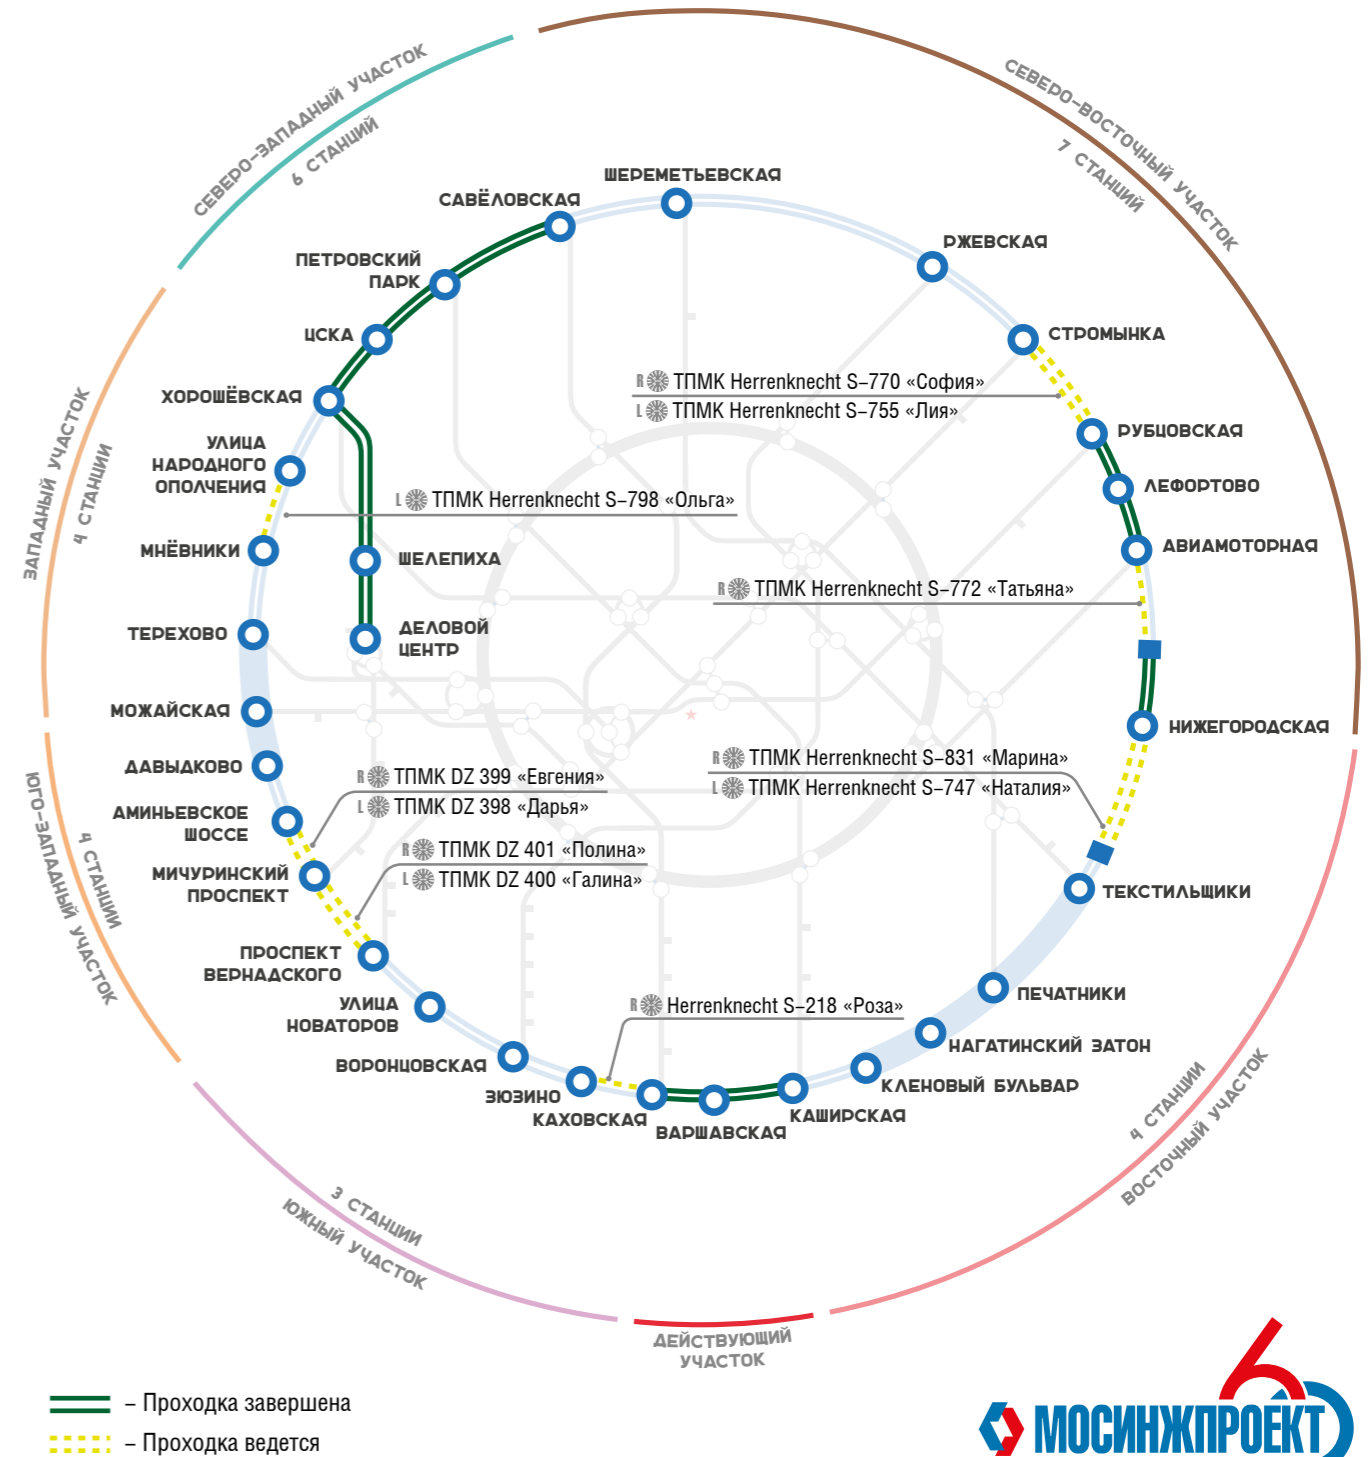 СЕВЕРО-ЗАПАДНЫЙ УЧАСТОК
6 СТАНЦИЙ
СЕВЕРО-ВОСТОЧНЫЙ УЧАСТОК
7 СТАНЦИЙ
ШЕРЕМЕТЬЕВСКАЯ
САВЁЛОВСКАЯ
РЖЕВСКАЯ
ПЕТРОВСКИЙ
ПАРК
ЦСКА
СТРОМЫНКА
R ТПМК Herrenknecht S–770 «София»
L ТПМК Herrenknecht S–755 «Лия»
ХОРОШЁВСКАЯ
РУБЦОВСКАЯ
УЛИЦА
НАРОДНОГО
ОПОЛЧЕНИЯ
ЗАПАДНЫЙ УЧАСТОК
4 СТАНЦИИ
L ТПМК Herrenknecht S–798 «Ольга»
ЛЕФОРТОВО
МНЁВНИКИ
ШЕЛЕПИХА
АВИАМОТОРНАЯ
R ТПМК Herrenknecht S–772 «Татьяна»
ТЕРЕХОВО
ДЕЛОВОЙ
ЦЕНТР
МОЖАЙСКАЯ
НИЖЕГОРОДСКАЯ
ДАВЫДКОВО
R ТПМК Herrenknecht S–831 «Марина»
L ТПМК Herrenknecht S–747 «Наталия»
R ТПМК DZ 399 «Евгения»
L ТПМК DZ 398 «Дарья»
АМИНЬЕВСКОЕ
ШОССЕ
ЮГО-ЗАПАДНЫЙ УЧАСТОК
4 СТАНЦИИ
R ТПМК DZ 401 «Полина»
L ТПМК DZ 400 «Галина»
МИЧУРИНСКИЙ
ПРОСПЕКТ
ТЕКСТИЛЬЩИКИ
ПРОСПЕКТ
ВЕРНАДСКОГО
ПЕЧАТНИКИ
УЛИЦА
НОВАТОРОВ
R Herrenknecht S–218 «Роза»
НАГАТИНСКИЙ ЗАТОН
ВОРОНЦОВСКАЯ
КЛЕНОВЫЙ БУЛЬВАР
ЗЮЗИНО
КАХОВСКАЯ
ВАРШАВСКАЯ
КАШИРСКАЯ
4 СТАНЦИИ
ВОСТОЧНЫЙ УЧАСТОК
3 СТАНЦИИ
ЮЖНЫЙ УЧАСТОК
ДЕЙСТВУЮЩИЙ
УЧАСТОК
– Проходка завершена
– Проходка ведется
60
МОСИНЖПРОЕКТ